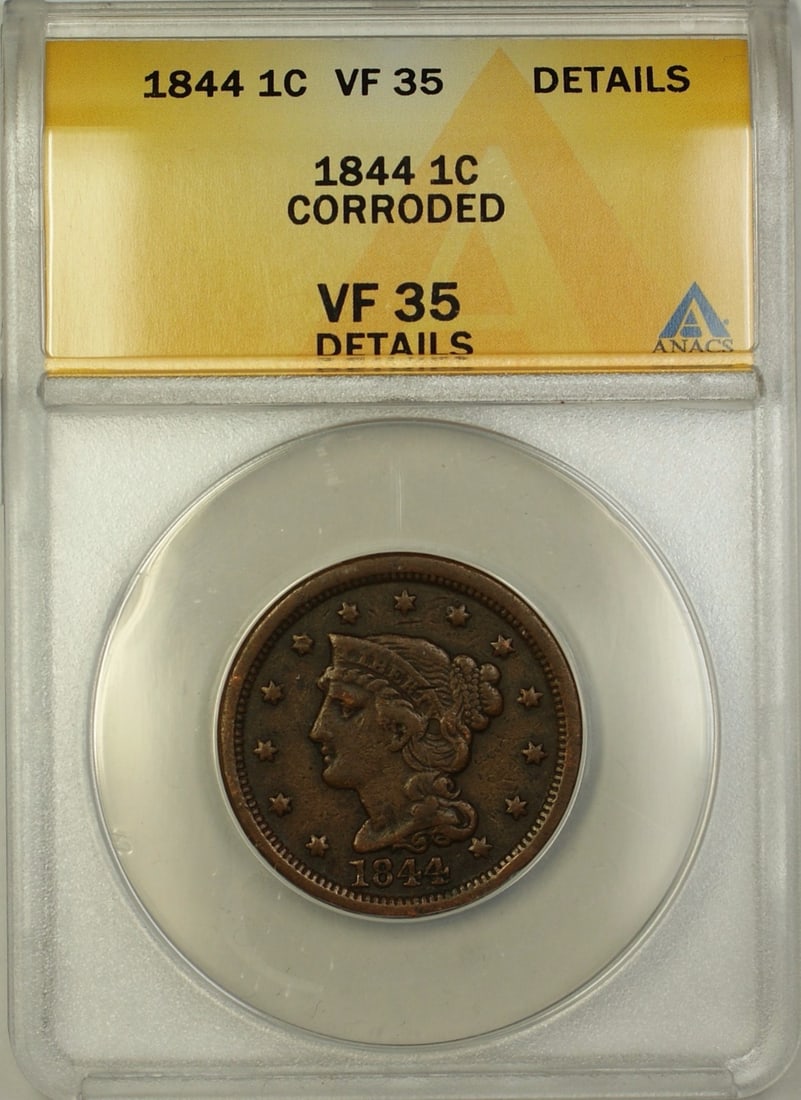 1844 1C VF 35 DETAILS
1844 1C
CORRODED
VF 35
DETAILS
ANACS
LIBERTY
1844